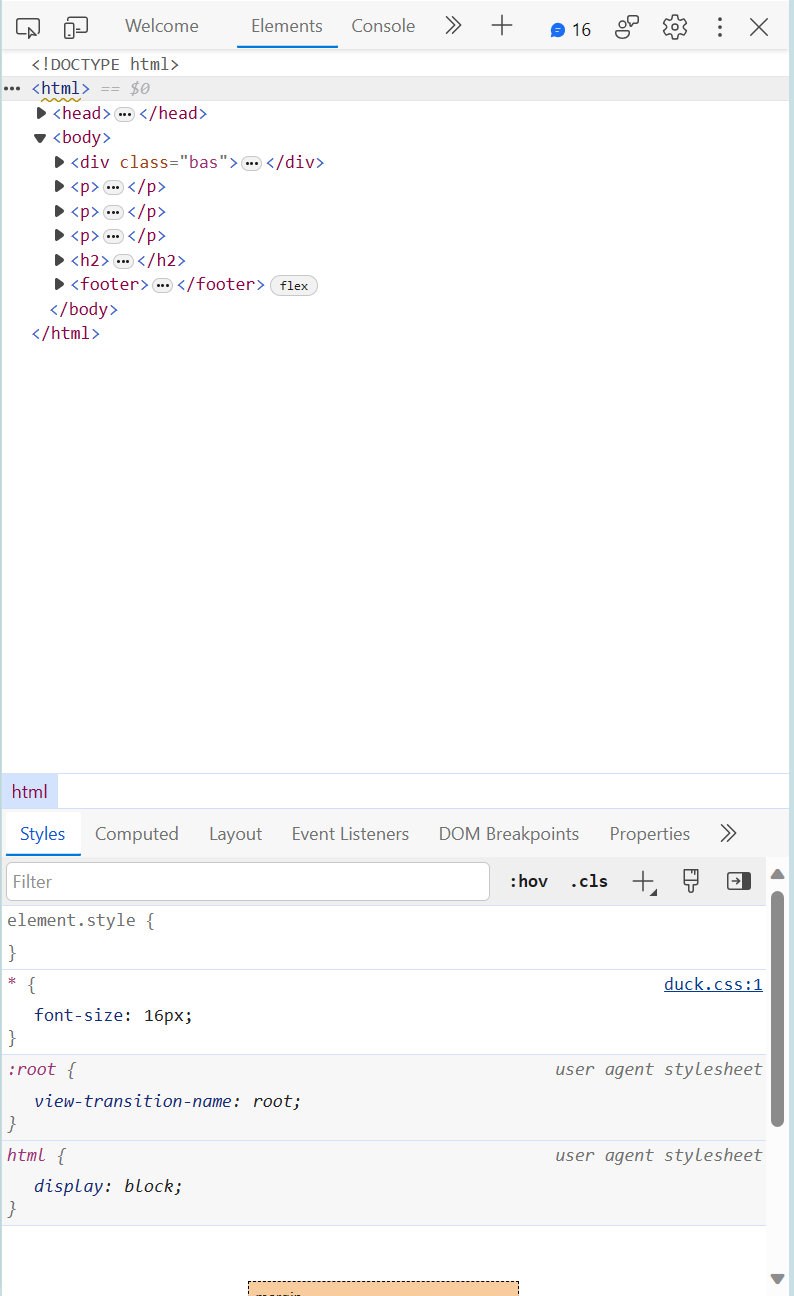 Welcome Elements Console 16
<!DOCTYPE html>
<html> == $0
<head> </head>
<body>
<div class="bas"> </div>
<p> </p>
<p> </p>
<p> </p>
<h2> </h2>
<footer> </footer> flex
</body>
</html>
html
Styles Computed Layout Event Listeners DOM Breakpoints Properties
Filter :hov .cls
element.style {
}
* { duck.css:1
font-size: 16px;
}
:root { user agent stylesheet
view-transition-name: root;
}
html { user agent stylesheet
display: block;
}